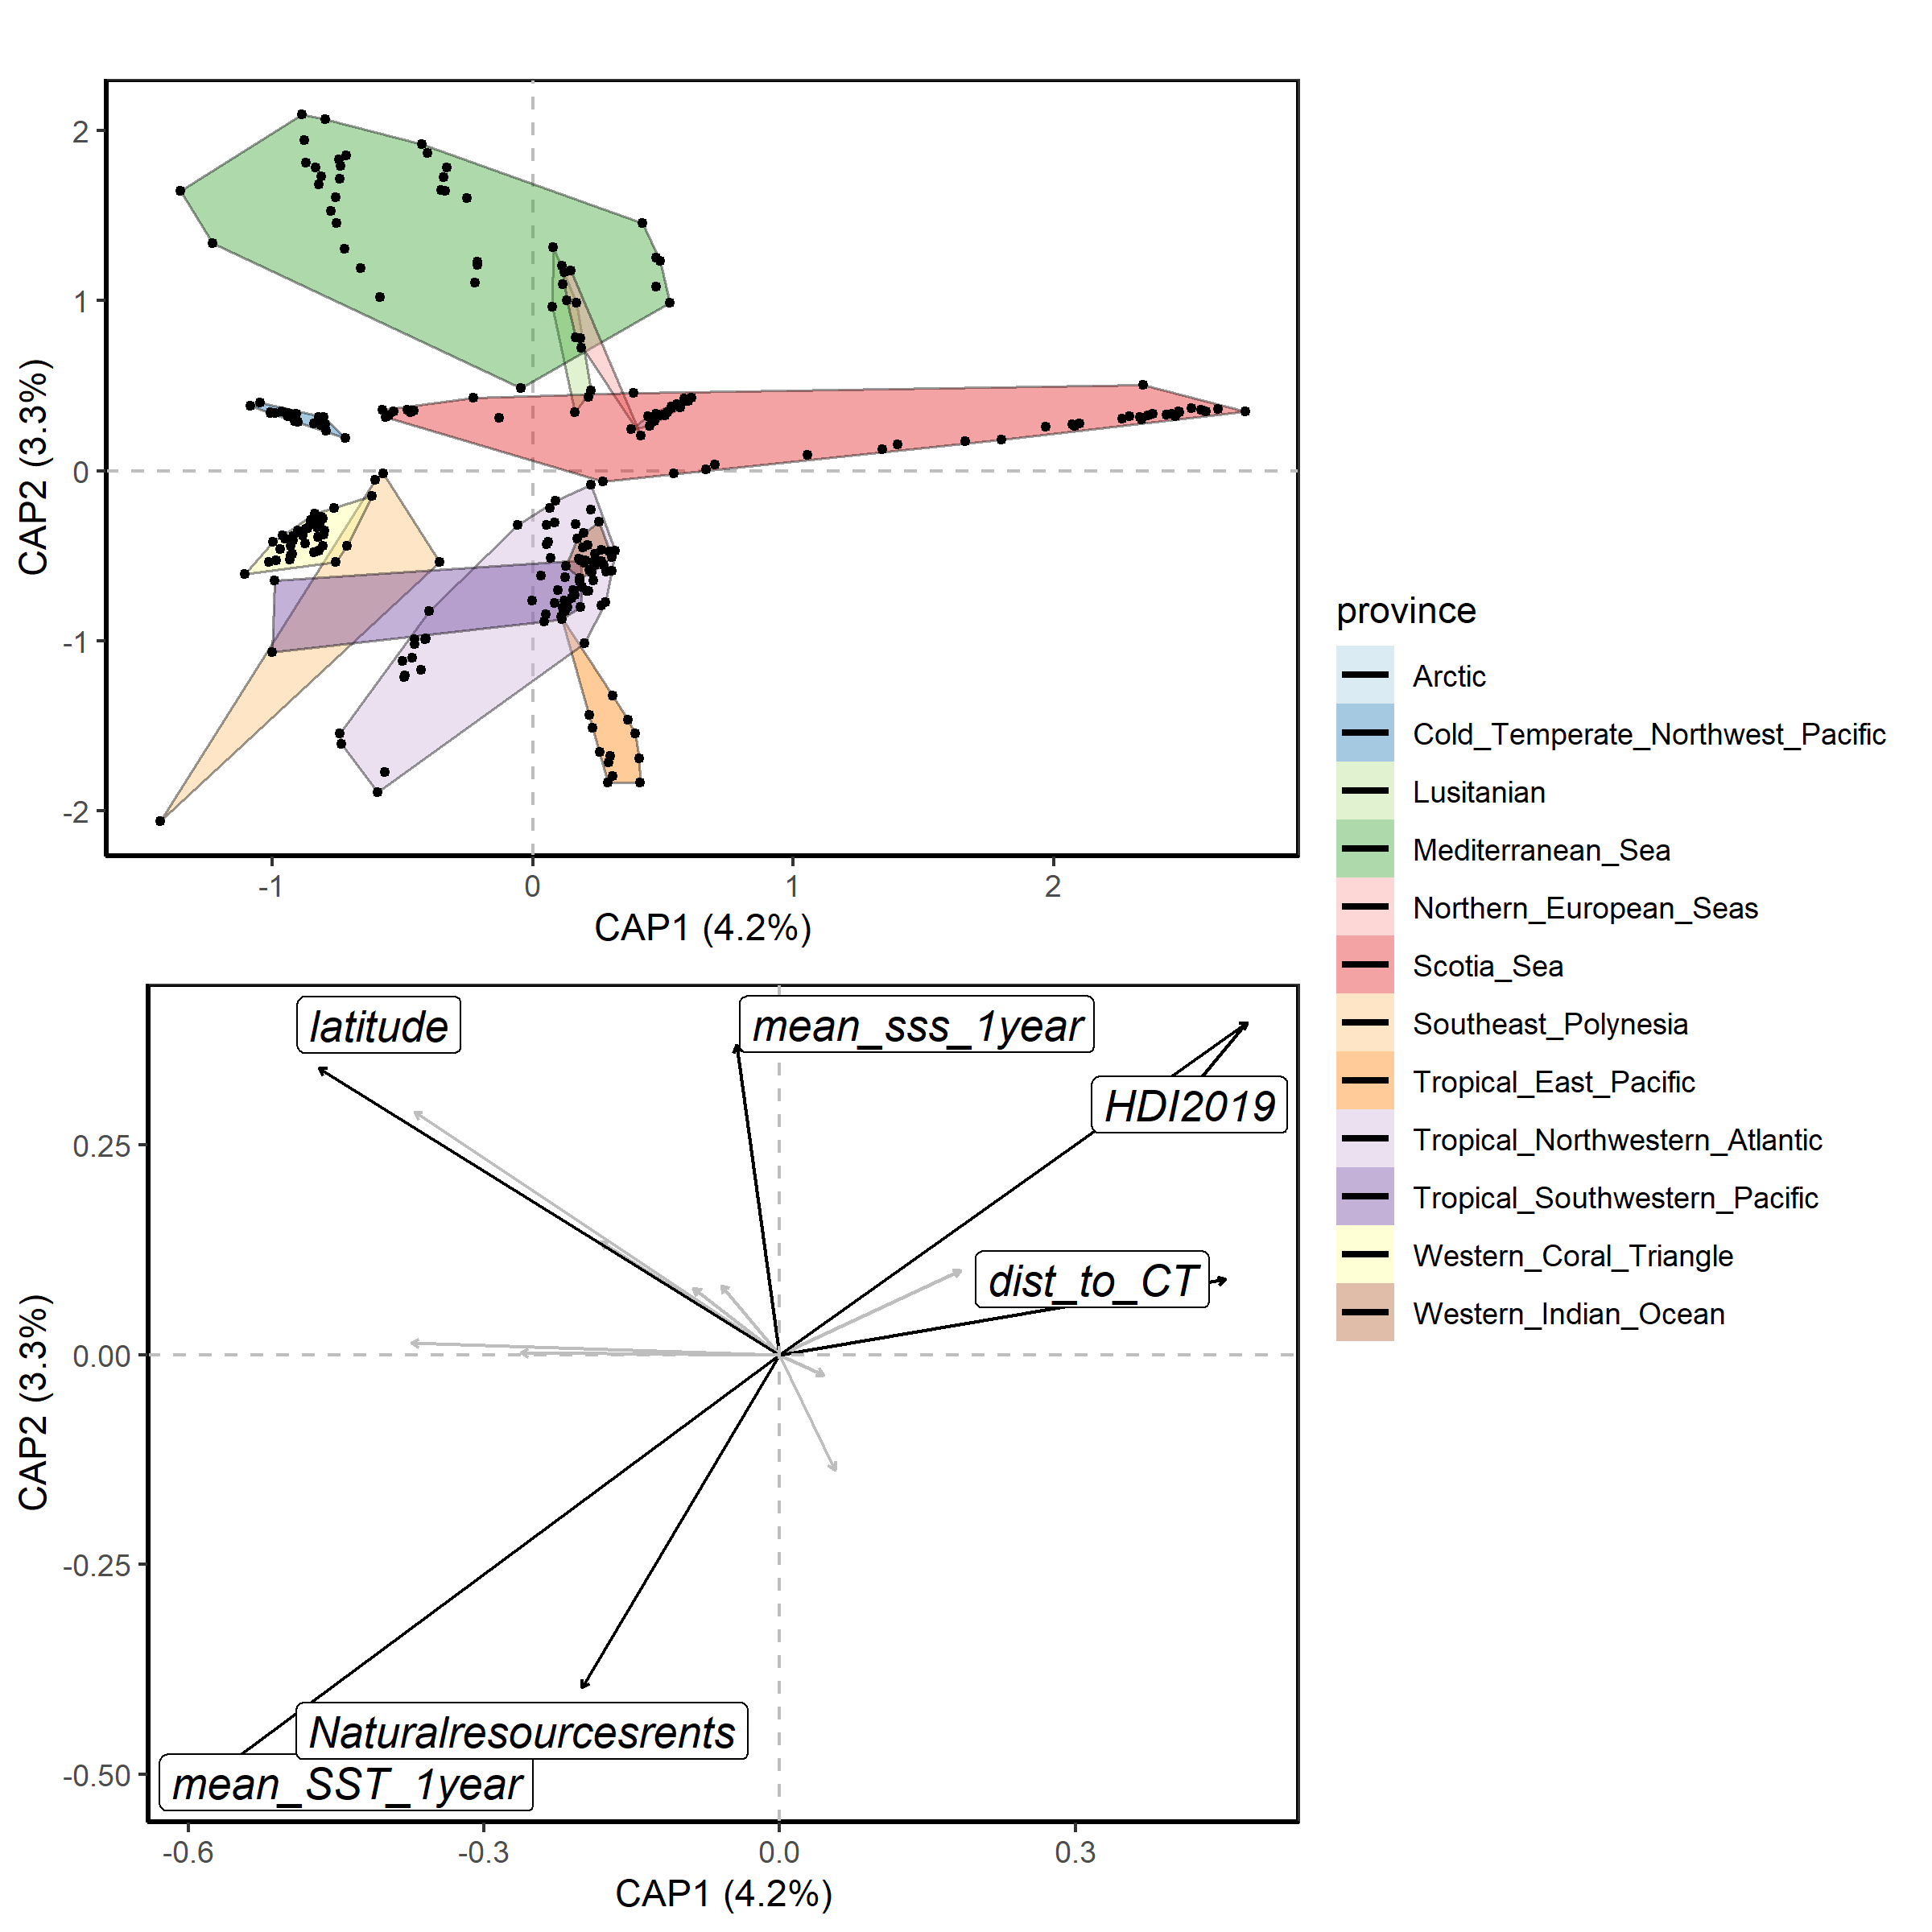 2
1
0
-1
-2
CAP2 (3.3%)
-1
0
1
2
CAP1 (4.2%)
province
Arctic
Cold_Temperate_Northwest_Pacific
Lusitanian
Mediterranean_Sea
Northern_European_Seas
Scotia_Sea
Southeast_Polynesia
Tropical_East_Pacific
Tropical_Northwestern_Atlantic
Tropical_Southwestern_Pacific
Western_Coral_Triangle
Western_Indian_Ocean
latitude
mean_sss_1year
HDI2019
dist_to_CT
Naturalresourcesrents
mean_SST_1year
0.25
0.00
-0.25
-0.50
CAP2 (3.3%)
-0.6
-0.3
0.0
0.3
CAP1 (4.2%)